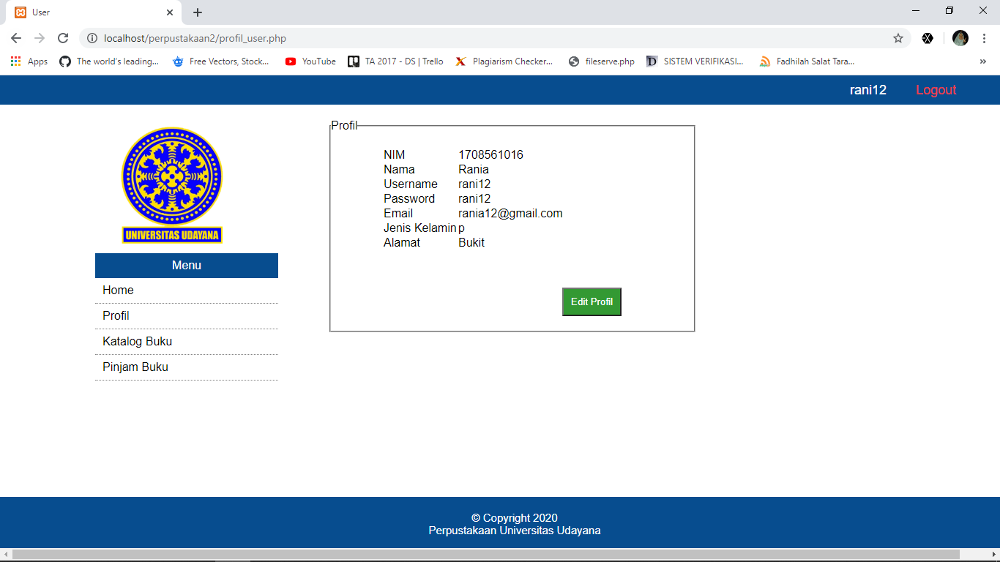 User
localhost/perpustakaan2/profil_user.php
Apps The world's leading... Free Vectors, Stock... YouTube TA 2017 - DS | Trello Plagiarism Checker... fileserve.php SISTEM VERIFIKASI... Fadhilah Salat Tara... »
rani12 Logout
UNIVERSITAS UDAYANA
Menu
Home
Profil
Katalog Buku
Pinjam Buku
Profil
NIM 1708561016
Nama Rania
Username rani12
Password rani12
Email rania12@gmail.com
Jenis Kelamin p
Alamat Bukit
Edit Profil
© Copyright 2020
Perpustakaan Universitas Udayana